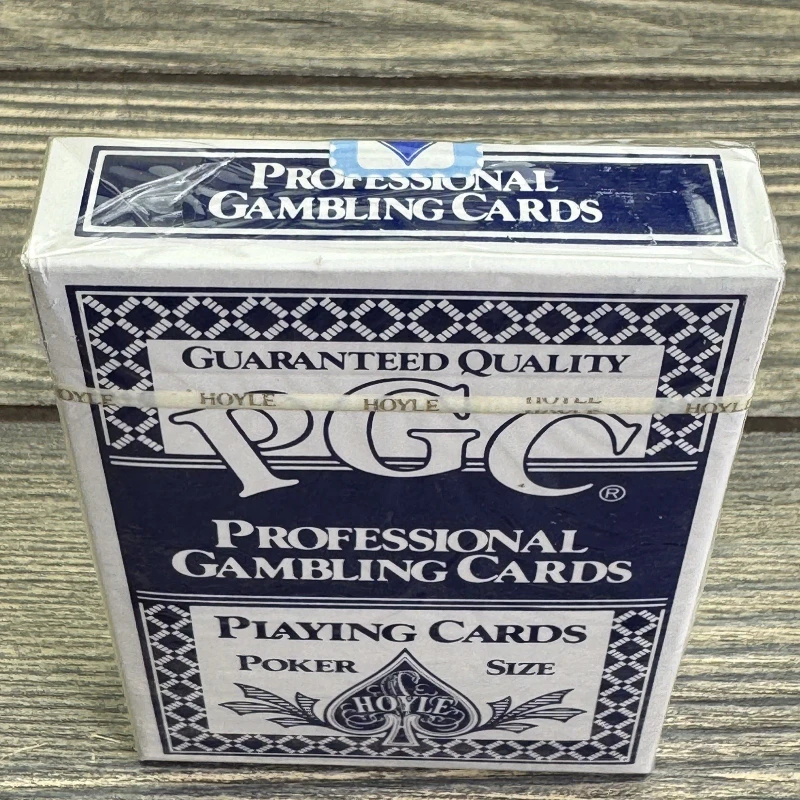 PROFESSIONAL
GAMBLING CARDS
GUARANTEED QUALITY
HOYLE HOYLE HOYLE
PGC®
PROFESSIONAL
GAMBLING CARDS
PLAYING CARDS
POKER SIZE
HOYLE